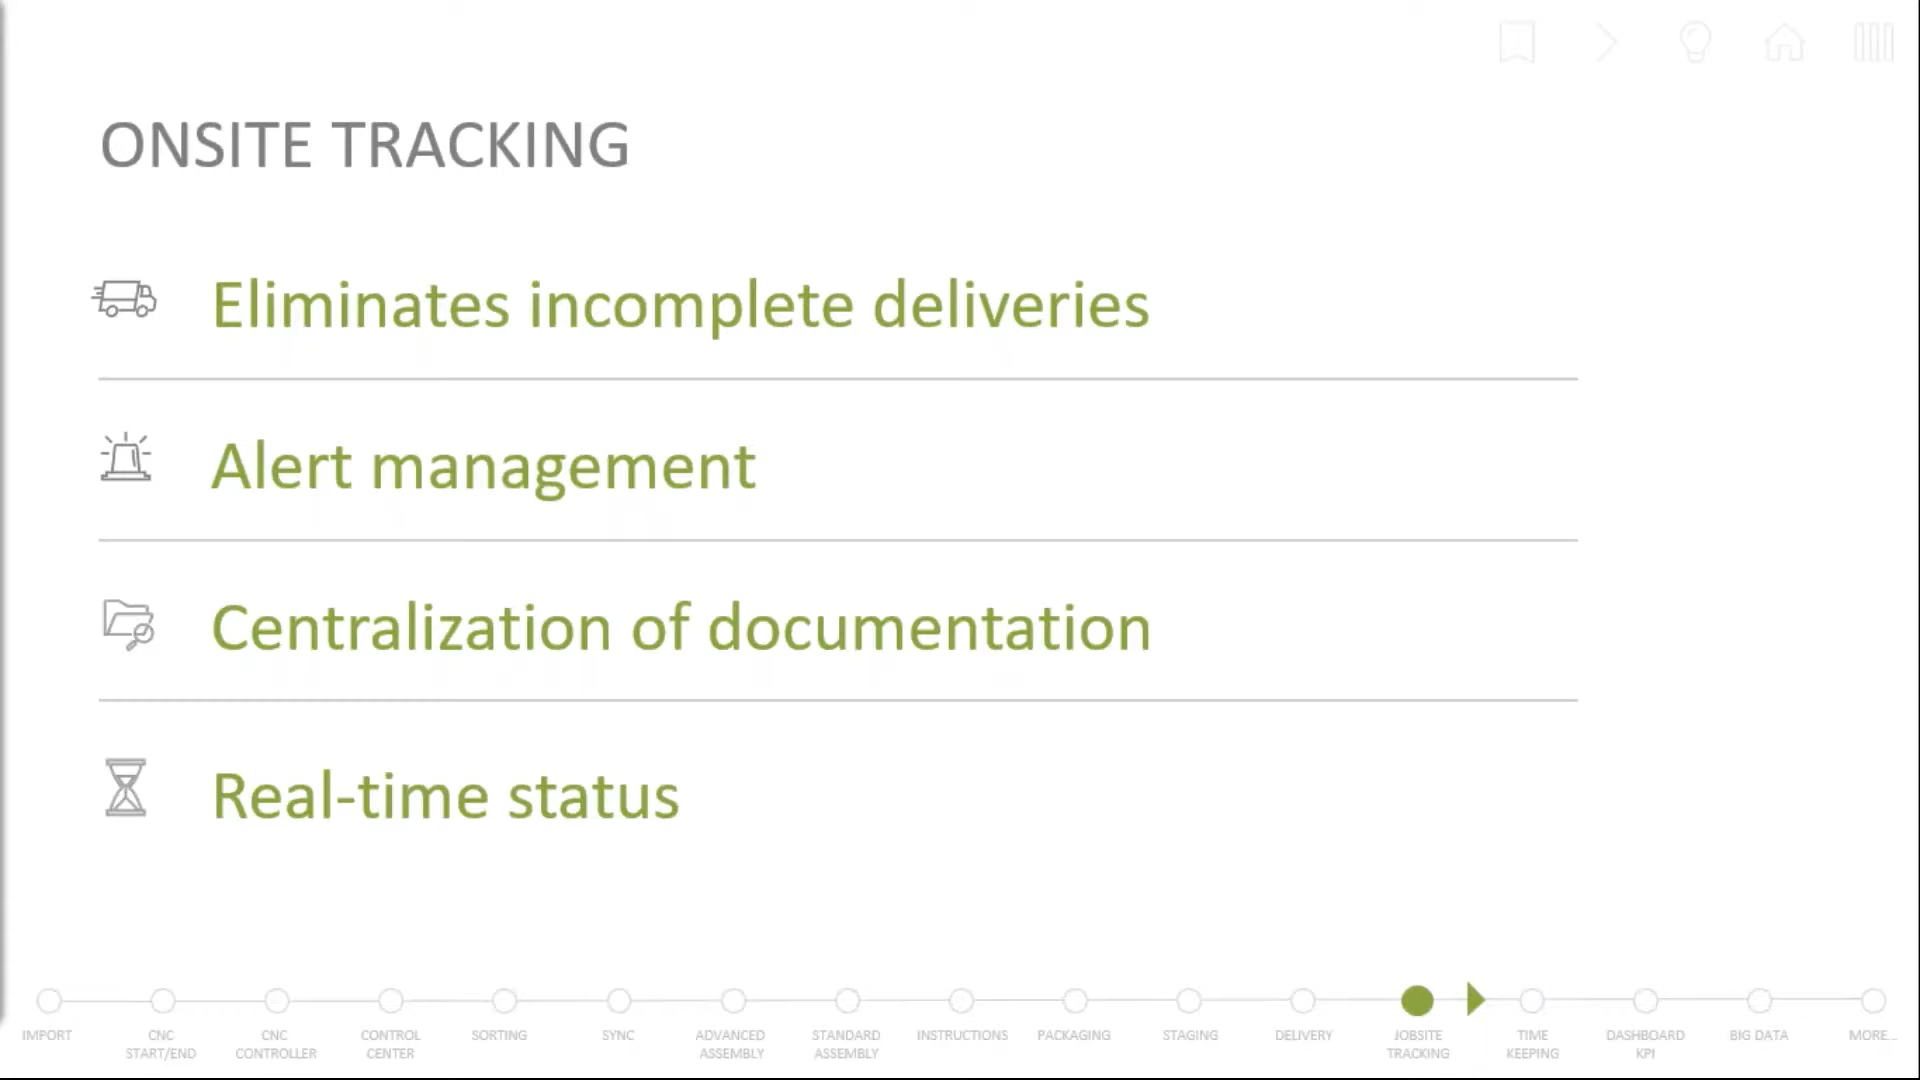 ONSITE TRACKING
Eliminates incomplete deliveries
Alert management
Centralization of documentation
Real-time status
IMPORT
CNC
START/END
CNC
CONTROLLER
CONTROL
CENTER
SORTING
SYNC
ADVANCED
ASSEMBLY
STANDARD
ASSEMBLY
INSTRUCTIONS
PACKAGING
STAGING
DELIVERY
JOBSITE
TRACKING
TIME
KEEPING
DASHBOARD
KPI
BIG DATA
MORE...